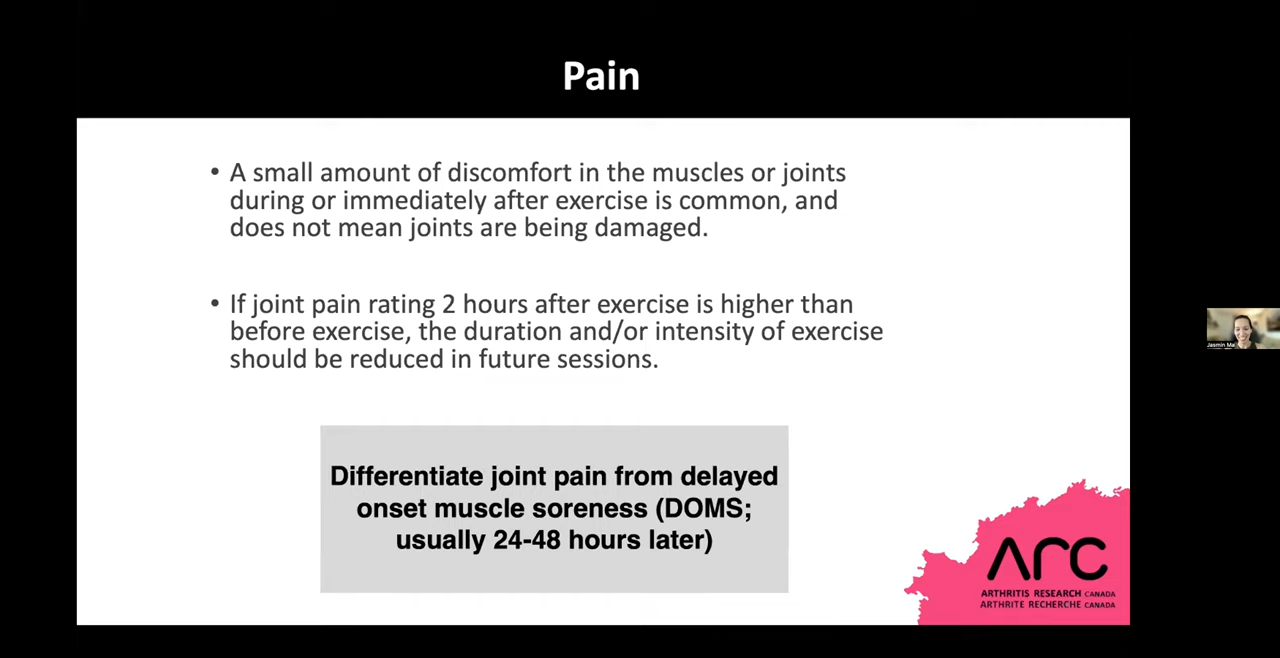 Pain
• A small amount of discomfort in the muscles or joints
during or immediately after exercise is common, and
does not mean joints are being damaged.
• If joint pain rating 2 hours after exercise is higher than
before exercise, the duration and/or intensity of exercise
should be reduced in future sessions.
Differentiate joint pain from delayed
onset muscle soreness (DOMS;
usually 24-48 hours later)
arc
ARTHRITIS RESEARCH CANADA
ARTHRITE RECHERCHE CANADA
Jasmin Ma